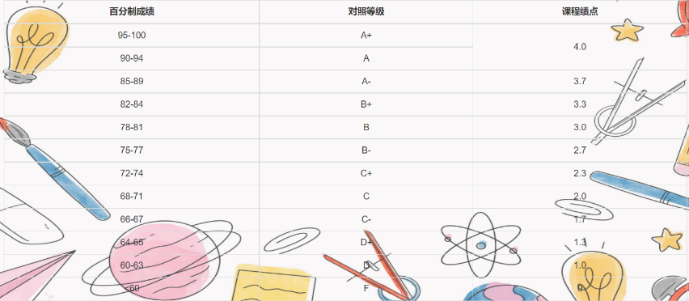 百分制成绩 对照等级 课程绩点
95-100 A+ 4.0
90-94 A
85-89 A- 3.7
82-84 B+ 3.3
78-81 B 3.0
75-77 B- 2.7
72-74 C+ 2.3
68-71 C 2.0
66-67 C- 1.7
64-65 D+ 1.3
60-63 D 1.0
<60 F 0